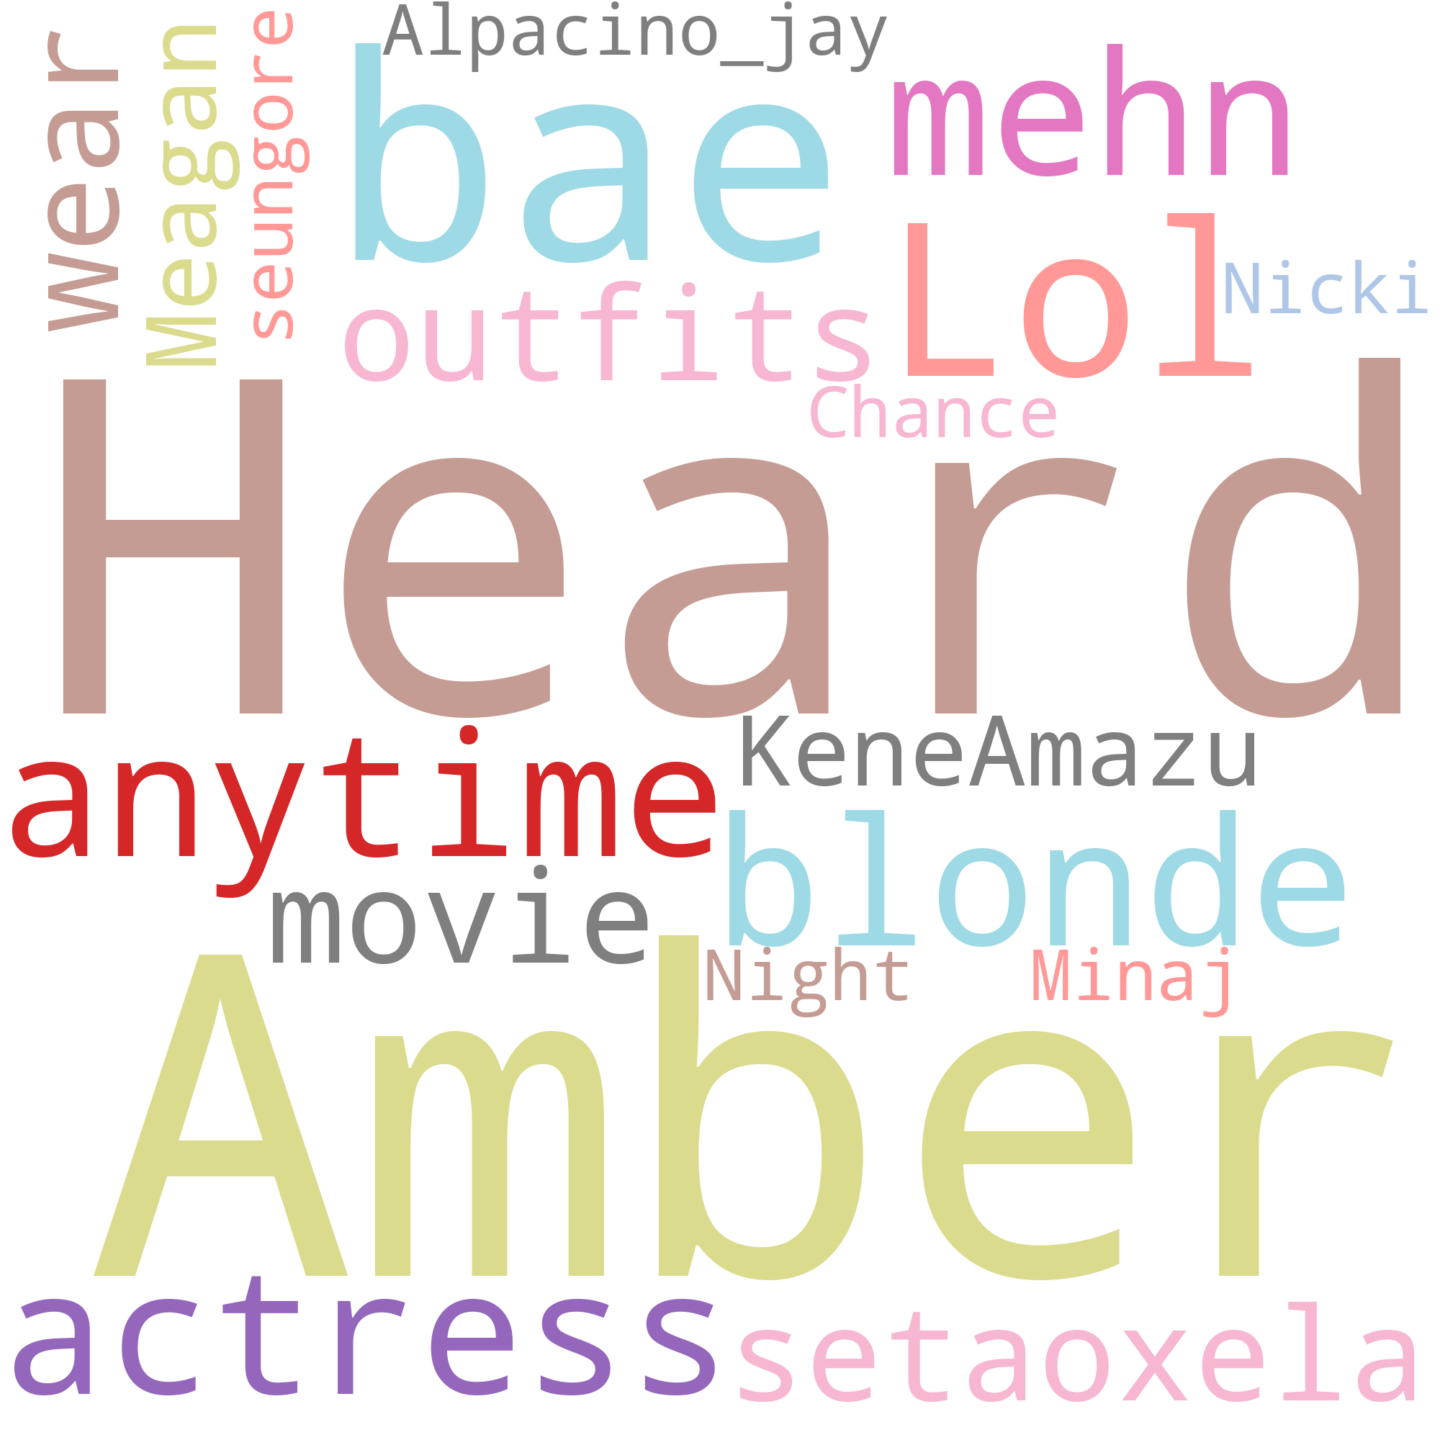 Alpacino_jay
wear
Meagan
seungore
bae
mehn
outfits
Lol
Nicki
Chance
Heard
anytime
KeneAmazu
movie
blonde
Night
Minaj
Amber
actress
setaoxela